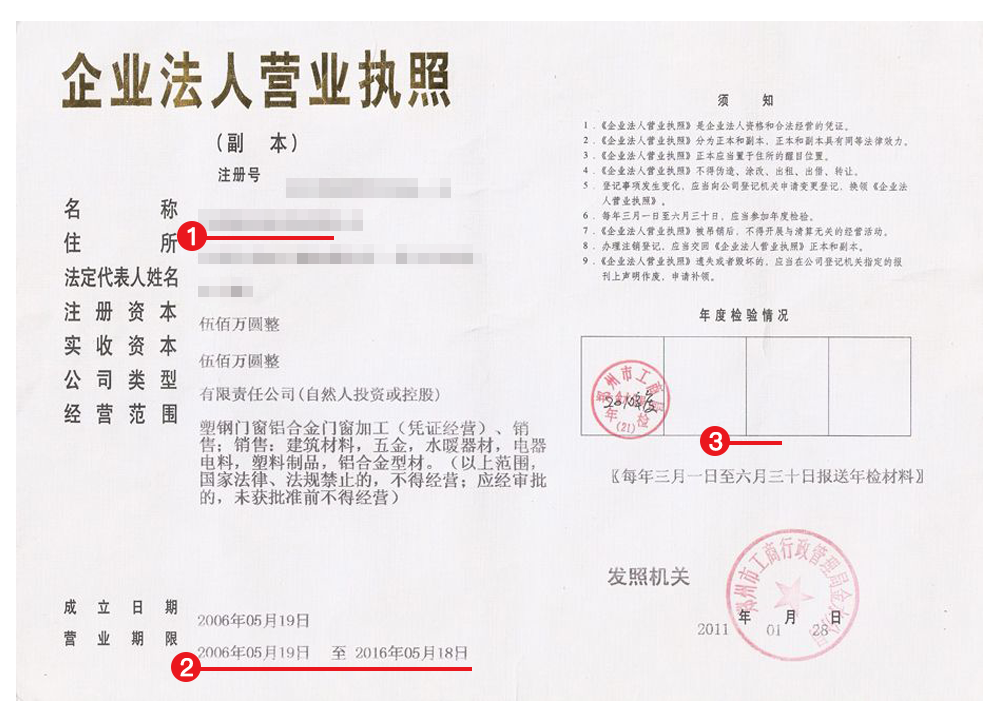 企业法人营业执照
(副 本)
注册号
名 称
1
住 所
法定代表人姓名
注 册 资 本
伍佰万圆整
实 收 资 本
伍佰万圆整
公 司 类 型
有限责任公司(自然人投资或控股)
经 营 范 围
塑钢门窗铝合金门窗加工(凭证经营)、销
售;销售:建筑材料,五金,水暖器材,电器
电料,塑料制品,铝合金型材。(以上范围,
国家法律、法规禁止的,不得经营;应经审批
的,未获批准前不得经营)
成 立 日 期
2006年05月19日
营 业 期 限
2006年05月19日 至 2016年05月18日
2
须 知
1.《企业法人营业执照》是企业法人资格和合法经营的凭证。
2.《企业法人营业执照》分为正本和副本,正本和副本具有同等法律效力。
3.《企业法人营业执照》正本应当置于住所的醒目位置。
4.《企业法人营业执照》不得伪造、涂改、出租、出借、转让。
5.登记事项发生变化,应当向公司登记机关申请变更登记,换领《企业法
人营业执照》。
6.每年三月一日至六月三十日,应当参加年度检验。
7.《企业法人营业执照》被吊销后,不得开展与清算无关的经营活动。
8.办理注销登记,应当交回《企业法人营业执照》正本和副本。
9.《企业法人营业执照》遗失或者毁坏的,应当在公司登记机关指定的报
刊上声明作废,申请补领。
年度检验情况
郑州市工商局
年检
(21)
3
〖每年三月一日至六月三十日报送年检材料〗
发照机关
郑州市工商行政管理局金水分局
年 月 日
2011 01 28